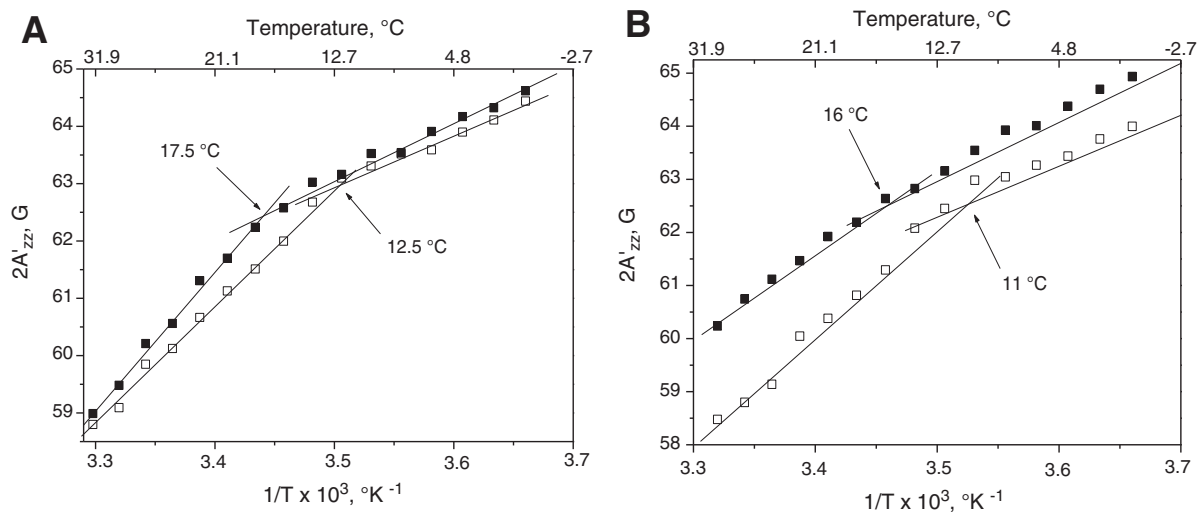 A
Temperature, °C
31.9 21.1 12.7 4.8 -2.7
65
64
63
62
61
60
59
2A'zz, G
17.5 °C
12.5 °C
3.3 3.4 3.5 3.6 3.7
1/T x 10³, °K⁻¹
B
Temperature, °C
31.9 21.1 12.7 4.8 -2.7
65
64
63
62
61
60
59
58
2A'zz, G
16 °C
11 °C
3.3 3.4 3.5 3.6 3.7
1/T x 10³, °K⁻¹